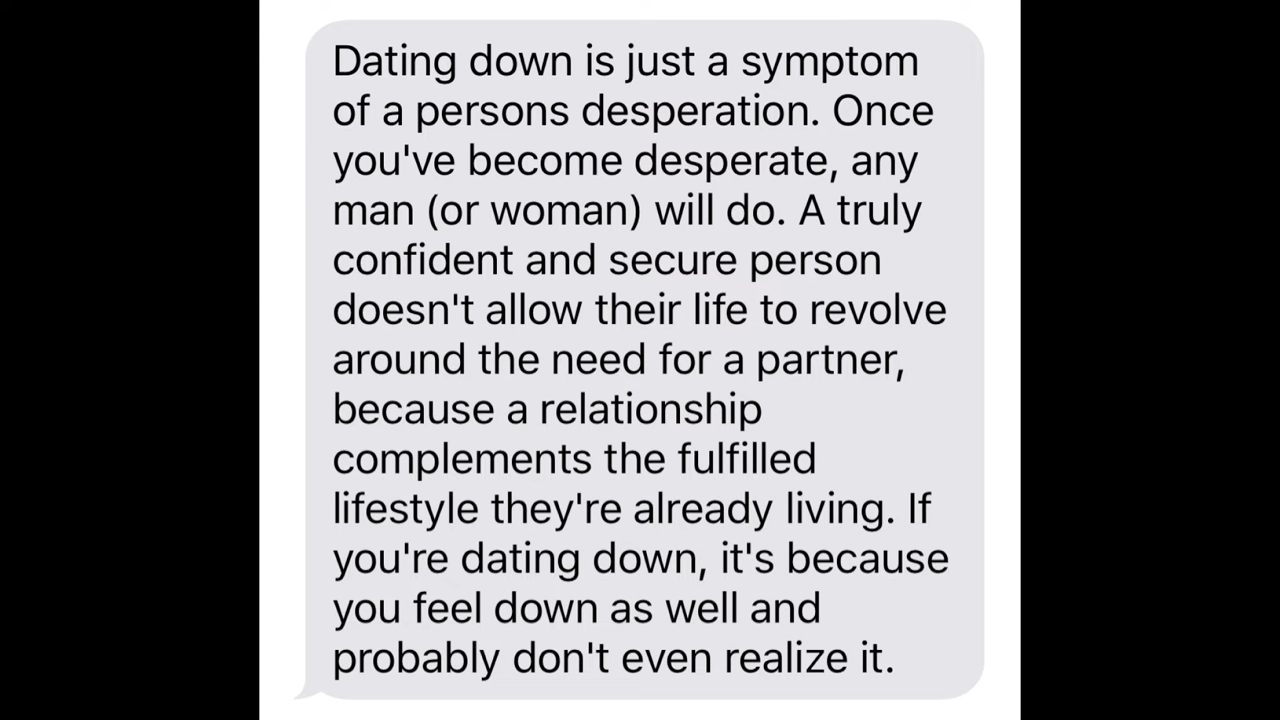 Dating down is just a symptom
of a persons desperation. Once
you've become desperate, any
man (or woman) will do. A truly
confident and secure person
doesn't allow their life to revolve
around the need for a partner,
because a relationship
complements the fulfilled
lifestyle they're already living. If
you're dating down, it's because
you feel down as well and
probably don't even realize it.